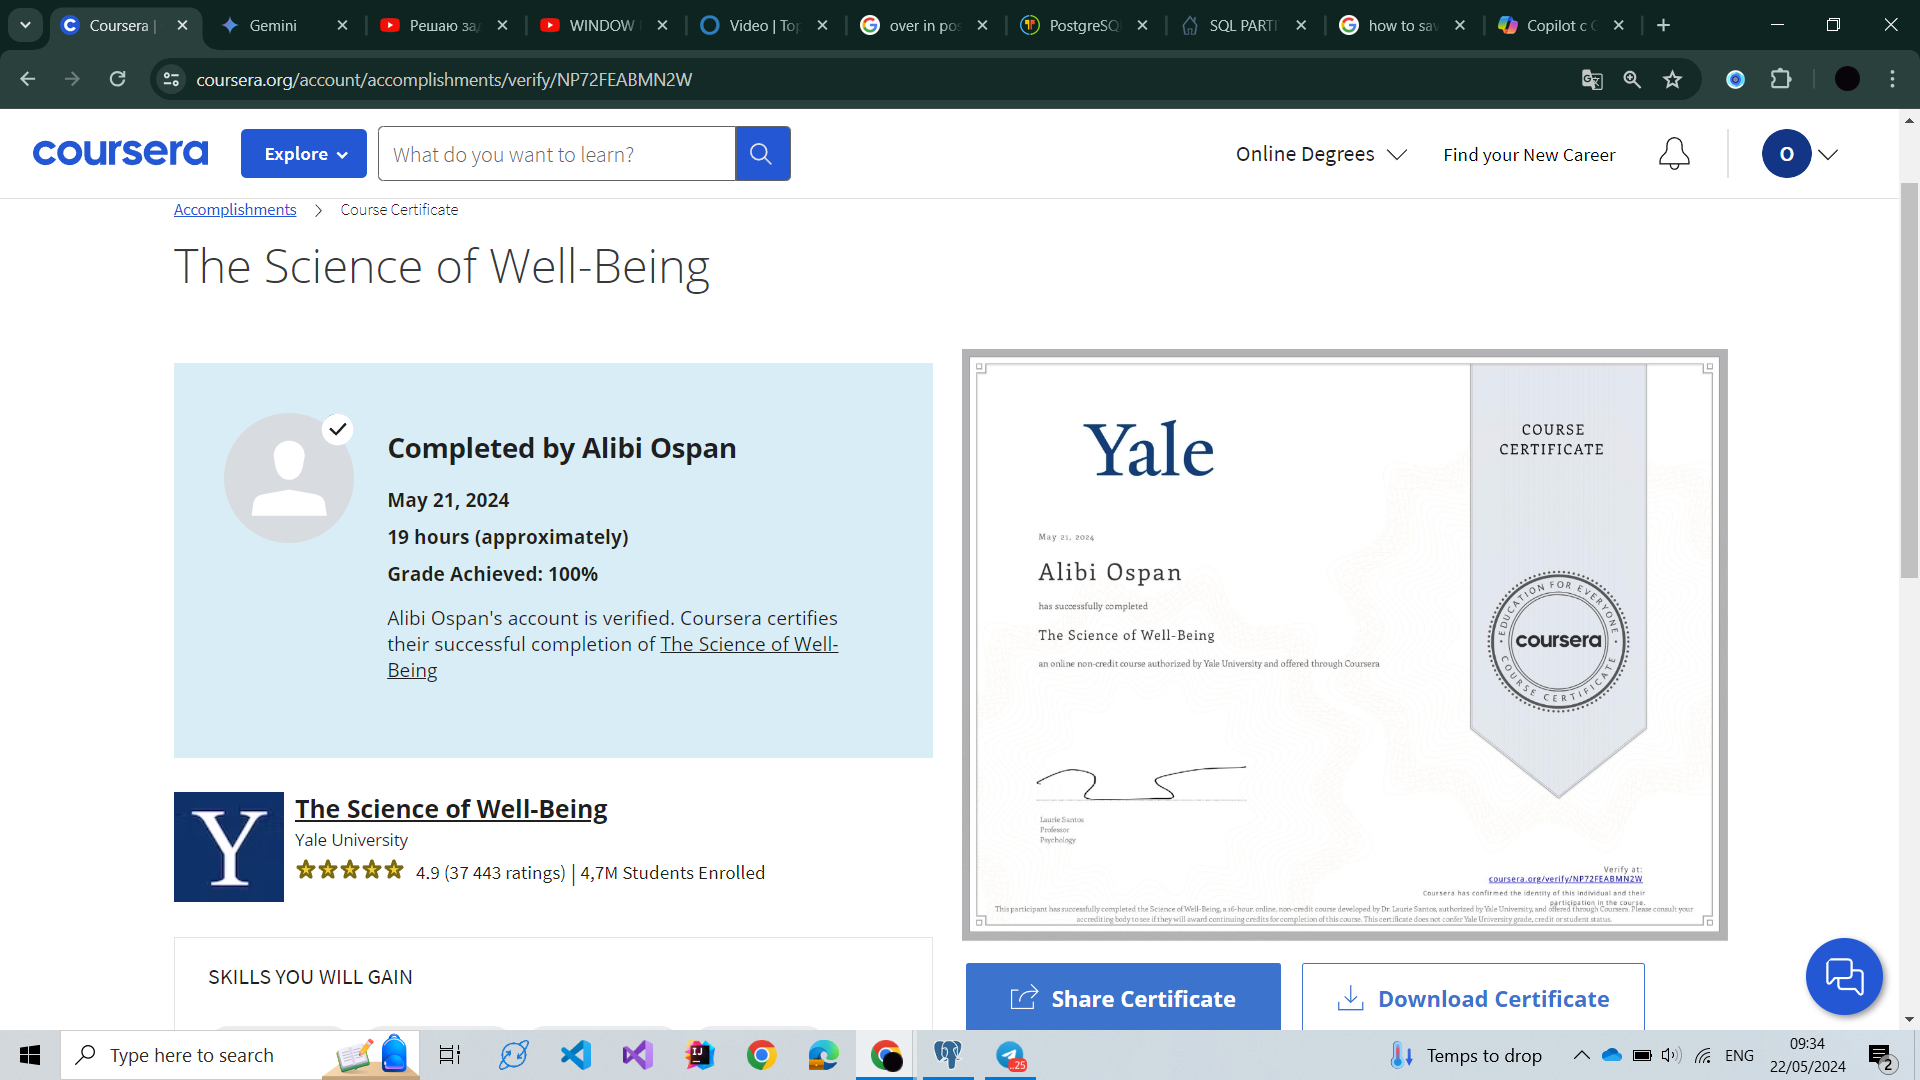 Coursera |
Gemini
Решаю за
WINDOW
Video | Top
over in pos
PostgreSQ
SQL PARTI
how to sav
Copilot с
coursera.org/account/accomplishments/verify/NP72FEABMN2W
coursera
Explore
What do you want to learn?
Online Degrees
Find your New Career
O
Accomplishments
Course Certificate
The Science of Well-Being
Completed by Alibi Ospan
May 21, 2024
19 hours (approximately)
Grade Achieved: 100%
Alibi Ospan's account is verified. Coursera certifies
their successful completion of The Science of Well-
Being
Y
The Science of Well-Being
Yale University
4.9 (37 443 ratings) | 4,7M Students Enrolled
SKILLS YOU WILL GAIN
Yale
COURSE
CERTIFICATE
May 21, 2024
Alibi Ospan
has successfully completed
The Science of Well-Being
an online non-credit course authorized by Yale University and offered through Coursera
EDUCATION FOR EVERYONE
coursera
COURSE CERTIFICATE
Laurie Santos
Professor
Psychology
Verify at:
coursera.org/verify/NP72FEABMN2W
Coursera has confirmed the identity of this individual and their
participation in the course.
This participant has successfully completed the Science of Well-Being, a 16-hour, online, non-credit course developed by Dr. Laurie Santos, authorized by Yale University, and offered through Coursera. Please consult your
accrediting body to see if they will award continuing credits for completion of this course. This certificate does not confer Yale University grade, credit or student status.
Share Certificate
Download Certificate
Type here to search
..25
Temps to drop
ENG
09:34
22/05/2024
2